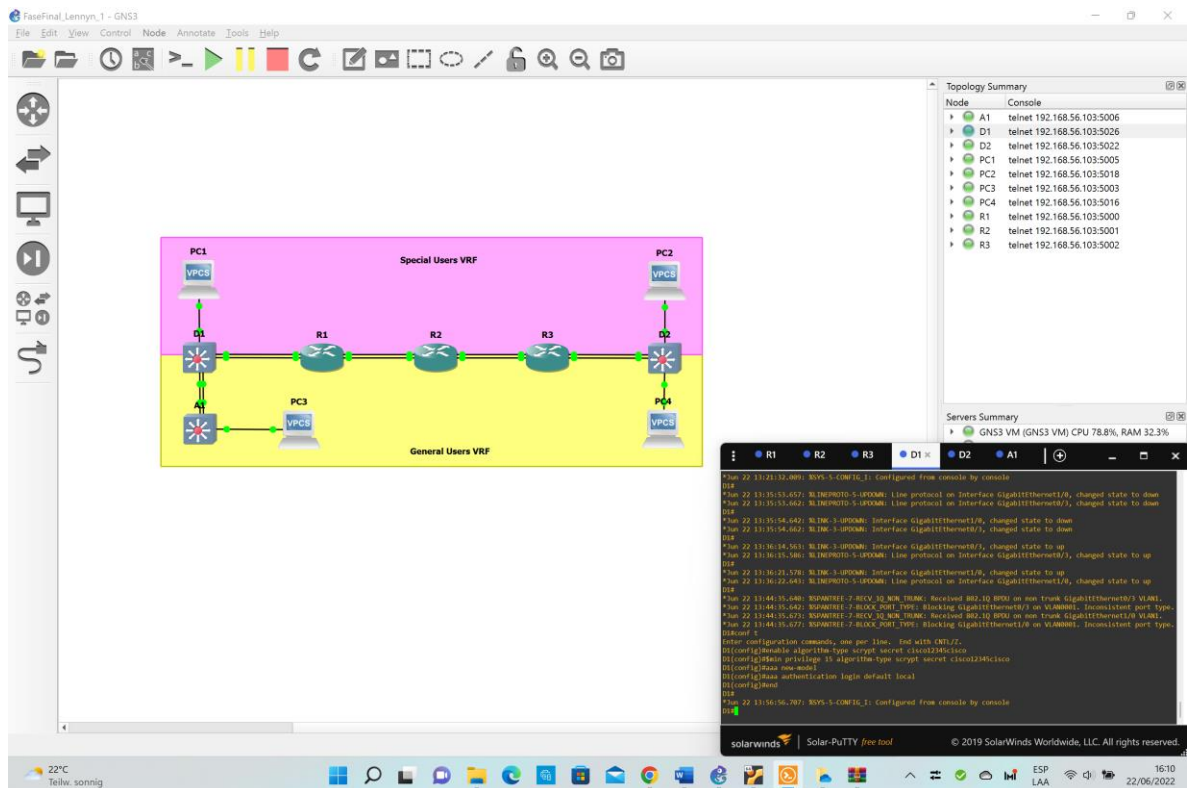 FaseFinal_Lennyn_1 - GNS3
File Edit View Control Node Annotate Tools Help
Topology Summary
Node Console
A1 telnet 192.168.56.103:5006
D1 telnet 192.168.56.103:5026
D2 telnet 192.168.56.103:5022
PC1 telnet 192.168.56.103:5005
PC2 telnet 192.168.56.103:5018
PC3 telnet 192.168.56.103:5003
PC4 telnet 192.168.56.103:5016
R1 telnet 192.168.56.103:5000
R2 telnet 192.168.56.103:5001
R3 telnet 192.168.56.103:5002
PC1
Special Users VRF
PC2
VPCS
VPCS
D1
R1
R2
R3
D2
A1
PC3
PC4
VPCS
VPCS
General Users VRF
Servers Summary
GNS3 VM (GNS3 VM) CPU 78.8%, RAM 32.3%
R1 R2 R3 D1 D2 A1
*Jun 22 13:21:32.009: %SYS-5-CONFIG_I: Configured from console by console
D1#
*Jun 22 13:35:53.657: %LINEPROTO-5-UPDOWN: Line protocol on Interface GigabitEthernet1/0, changed state to down
*Jun 22 13:35:53.662: %LINEPROTO-5-UPDOWN: Line protocol on Interface GigabitEthernet0/3, changed state to down
D1#
*Jun 22 13:35:54.642: %LINK-3-UPDOWN: Interface GigabitEthernet1/0, changed state to down
*Jun 22 13:35:54.662: %LINK-3-UPDOWN: Interface GigabitEthernet0/3, changed state to down
D1#
*Jun 22 13:36:14.563: %LINK-3-UPDOWN: Interface GigabitEthernet0/3, changed state to up
*Jun 22 13:36:15.586: %LINEPROTO-5-UPDOWN: Line protocol on Interface GigabitEthernet0/3, changed state to up
D1#
*Jun 22 13:36:21.578: %LINK-3-UPDOWN: Interface GigabitEthernet1/0, changed state to up
*Jun 22 13:36:22.643: %LINEPROTO-5-UPDOWN: Line protocol on Interface GigabitEthernet1/0, changed state to up
D1#
*Jun 22 13:44:35.640: %SPANTREE-7-RECV_1Q_NON_TRUNK: Received 802.1Q BPDU on non trunk GigabitEthernet0/3 VLAN1.
*Jun 22 13:44:35.642: %SPANTREE-7-BLOCK_PORT_TYPE: Blocking GigabitEthernet0/3 on VLAN0001. Inconsistent port type.
*Jun 22 13:44:35.673: %SPANTREE-7-RECV_1Q_NON_TRUNK: Received 802.1Q BPDU on non trunk GigabitEthernet1/0 VLAN1.
*Jun 22 13:44:35.677: %SPANTREE-7-BLOCK_PORT_TYPE: Blocking GigabitEthernet1/0 on VLAN0001. Inconsistent port type.
D1#conf t
Enter configuration commands, one per line. End with CNTL/Z.
D1(config)#enable algorithm-type scrypt secret cisco12345cisco
D1(config)#$min privilege 15 algorithm-type scrypt secret cisco12345cisco
D1(config)#aaa new-model
D1(config)#aaa authentication login default local
D1(config)#end
D1#
*Jun 22 13:56:56.707: %SYS-5-CONFIG_I: Configured from console by console
D1#
solarwinds Solar-PuTTY free tool © 2019 SolarWinds Worldwide, LLC. All rights reserved.
22°C
Teilw. sonnig
ESP
LAA
16:10
22/06/2022